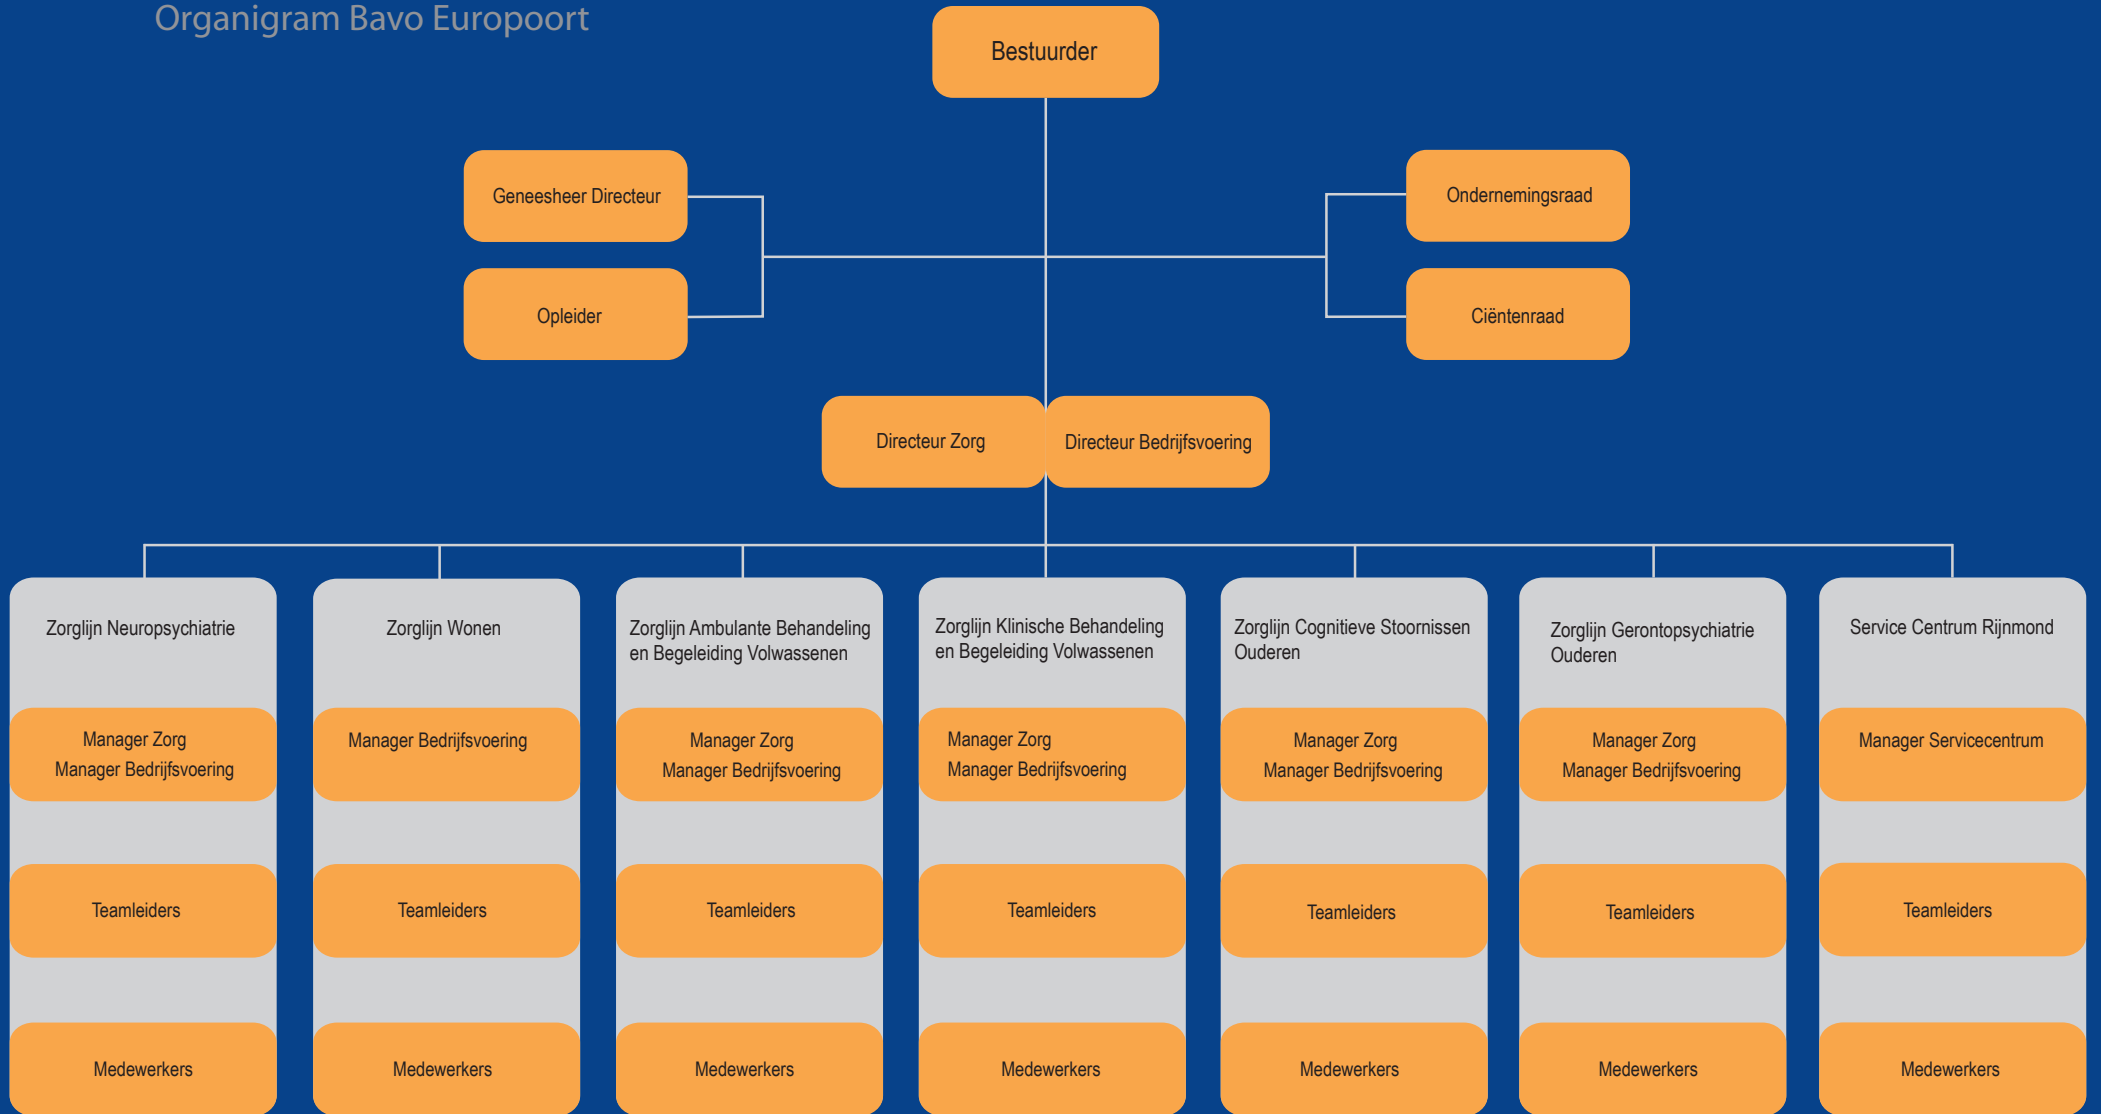 Organigram Bavo Europoort
Bestuurder
Geneesheer Directeur
Ondernemingsraad
Opleider
Ciëntenraad
Directeur Zorg
Directeur Bedrijfsvoering
Zorglijn Neuropsychiatrie
Manager Zorg
Manager Bedrijfsvoering
Teamleiders
Medewerkers
Zorglijn Wonen
Manager Bedrijfsvoering
Teamleiders
Medewerkers
Zorglijn Ambulante Behandeling
en Begeleiding Volwassenen
Manager Zorg
Manager Bedrijfsvoering
Teamleiders
Medewerkers
Zorglijn Klinische Behandeling
en Begeleiding Volwassenen
Manager Zorg
Manager Bedrijfsvoering
Teamleiders
Medewerkers
Zorglijn Cognitieve Stoornissen
Ouderen
Manager Zorg
Manager Bedrijfsvoering
Teamleiders
Medewerkers
Zorglijn Gerontopsychiatrie
Ouderen
Manager Zorg
Manager Bedrijfsvoering
Teamleiders
Medewerkers
Service Centrum Rijnmond
Manager Servicecentrum
Teamleiders
Medewerkers